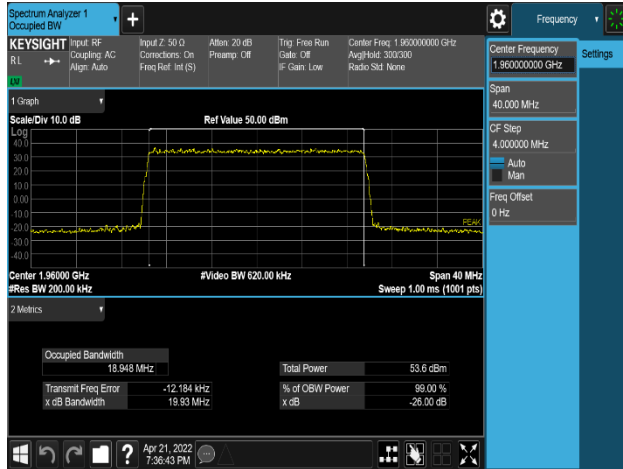 Spectrum Analyzer 1
Occupied BW
+
Frequency
KEYSIGHT
R L
Input: RF
Coupling: AC
Align: Auto
Input Z: 50 Ω
Corrections: On
Freq Ref: Int (S)
Atten: 20 dB
Preamp: Off
Trig: Free Run
Gate: Off
IF Gain: Low
Center Freq: 1.960000000 GHz
Avg|Hold: 300/300
Radio Std: None
Center Frequency
1.960000000 GHz
Settings
Span
40.000 MHz
CF Step
4.000000 MHz
Auto
Man
Freq Offset
0 Hz
1 Graph
Scale/Div 10.0 dB
Ref Value 50.00 dBm
Log
40.0
30.0
20.0
10.0
0.00
-10.0
-20.0
-30.0
-40.0
PEAK
Center 1.96000 GHz
#Video BW 620.00 kHz
Span 40 MHz
#Res BW 200.00 kHz
Sweep 1.00 ms (1001 pts)
2 Metrics
Occupied Bandwidth
18.948 MHz
Total Power
53.6 dBm
Transmit Freq Error
-12.184 kHz
% of OBW Power
99.00 %
x dB Bandwidth
19.93 MHz
x dB
-26.00 dB
?
Apr 21, 2022
7:36:43 PM